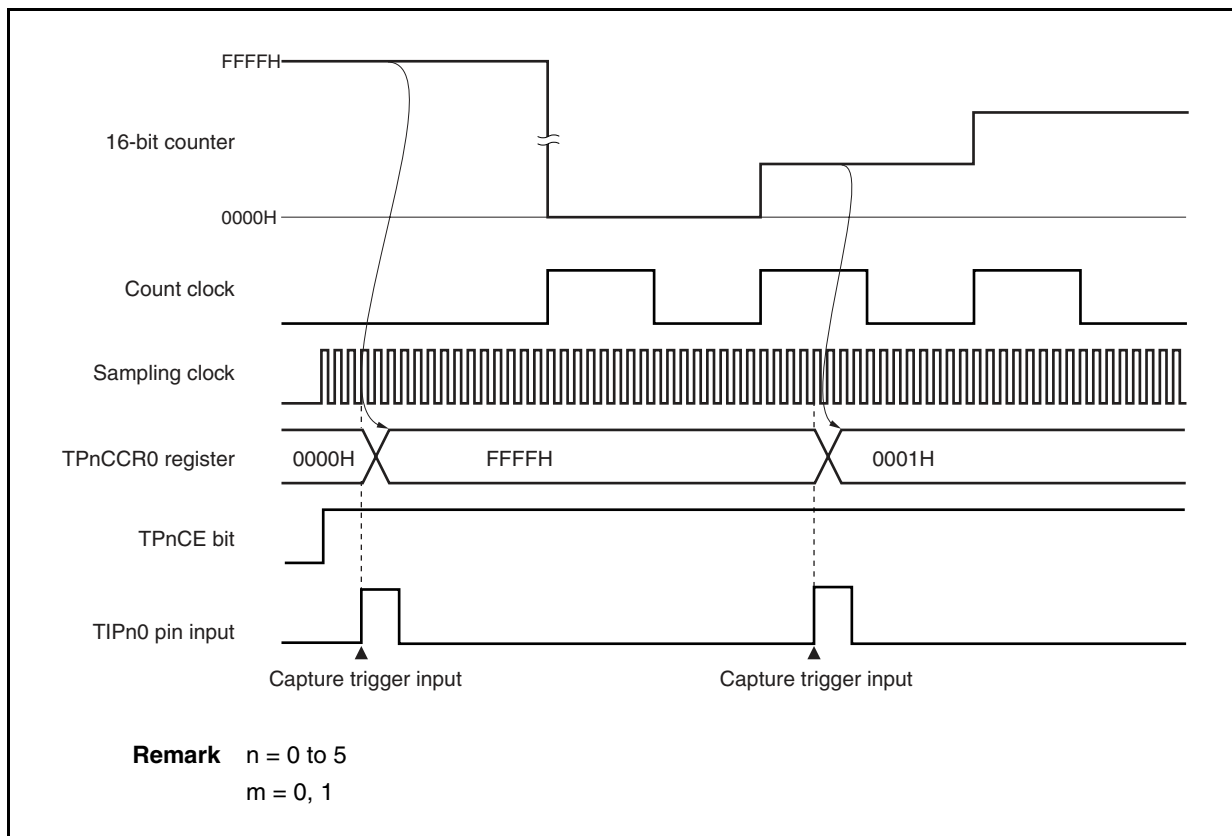 FFFFH
16-bit counter
0000H
Count clock
Sampling clock
TPnCCR0 register 0000H FFFFH 0001H
TPnCE bit
TIPn0 pin input
Capture trigger input Capture trigger input
Remark n = 0 to 5
m = 0, 1